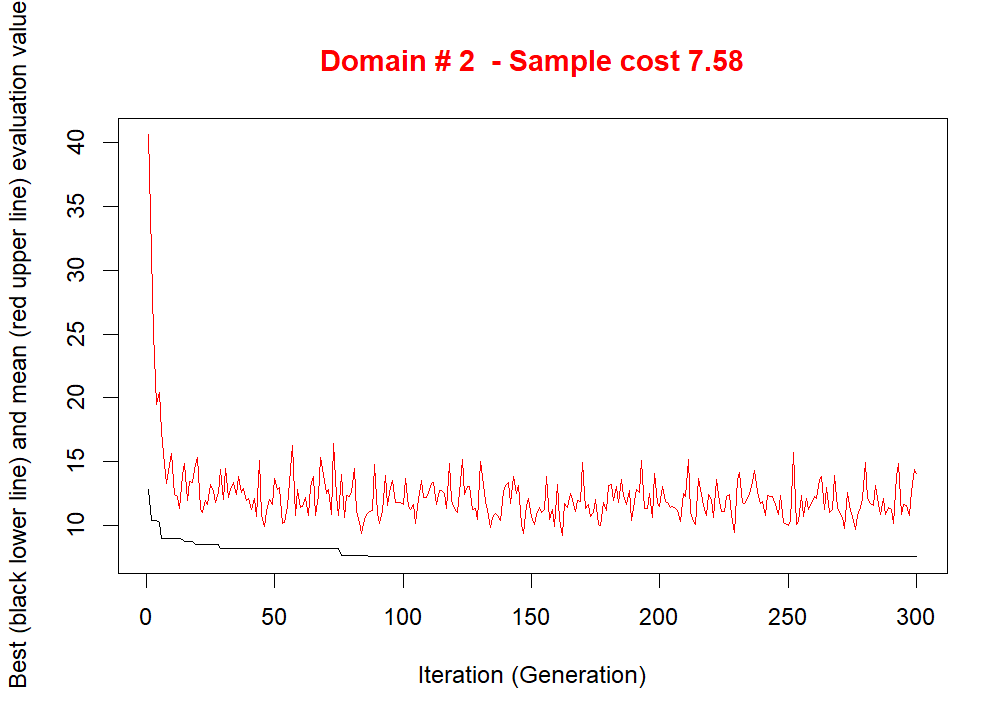 Domain # 2  - Sample cost 7.58
Best (black lower line) and mean (red upper line) evaluation value
40
35
30
25
20
15
10
0 50 100 150 200 250 300
Iteration (Generation)